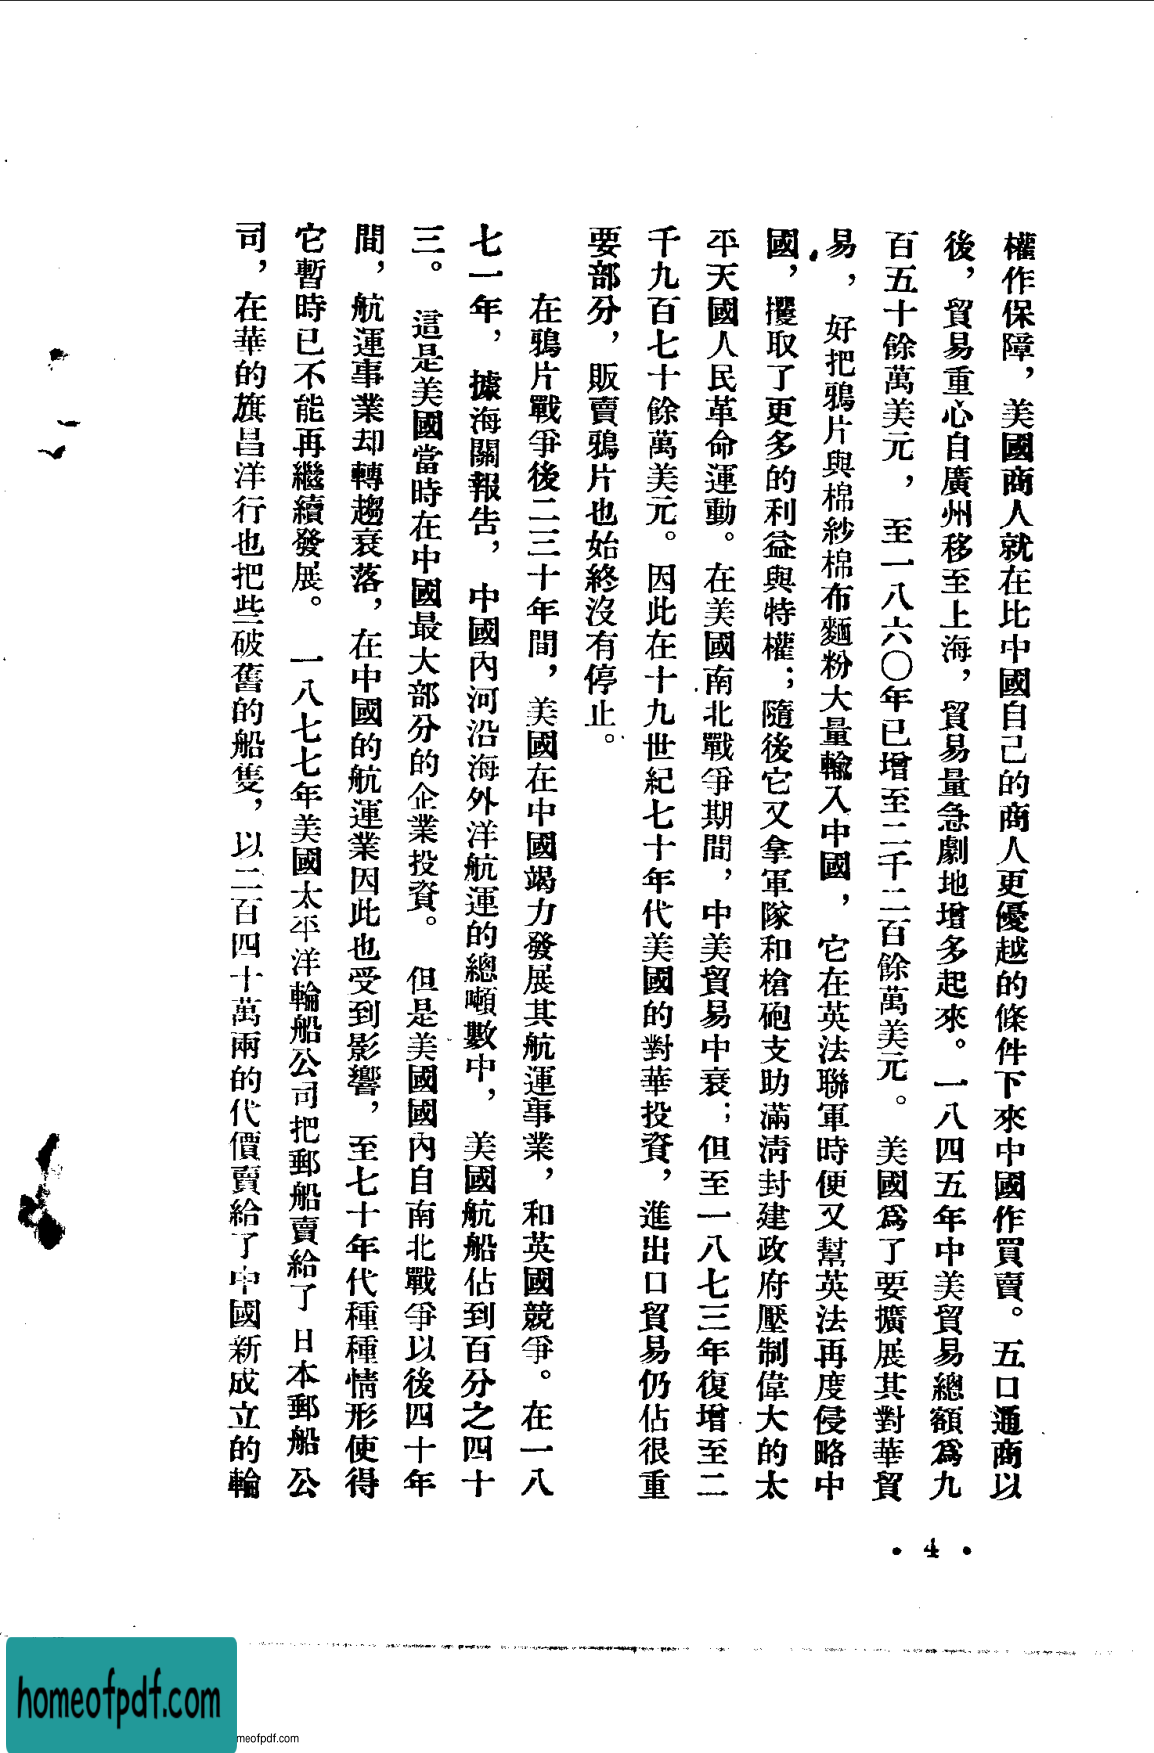 權作保障，美國商人就在比中國自己的商人更優越的條件下來中國作買賣。五口通商以
後，貿易重心自廣州移至上海，貿易量急劇地增多起來。一八四五年中美貿易總額爲九
百五十餘萬美元，至一八六〇年已增至二千二百餘萬美元。美國爲了要擴展其對華貿
易，好把鴉片與棉紗棉布麵粉大量輸入中國，它在英法聯軍時便又幫英法再度侵略中
國，攫取了更多的利益與特權；隨後它又拿軍隊和槍砲支助滿清封建政府壓制偉大的太
平天國人民革命運動。在美國南北戰爭期間，中美貿易中衰；但至一八七三年復增至二
千九百七十餘萬美元。因此在十九世紀七十年代美國的對華投資，進出口貿易仍佔很重
要部分，販賣鴉片也始終沒有停止。
在鴉片戰爭後二三十年間，美國在中國竭力發展其航運事業，和英國競爭。在一八
七一年，據海關報告，中國內河沿海外洋航運的總噸數中，美國航船佔到百分之四十
三。這是美國當時在中國最大部分的企業投資。但是美國國內自南北戰爭以後四十年
間，航運事業却轉趨衰落，在中國的航運業因此也受到影響，至七十年代種種情形使得
它暫時已不能再繼續發展。一八七七年美國太平洋輪船公司把郵船賣給了日本郵船公
司，在華的旗昌洋行也把些破舊的船隻，以二百四十萬兩的代價賣給了中國新成立的輪
• 4 •
homeofpdf.com
meofpdf.com